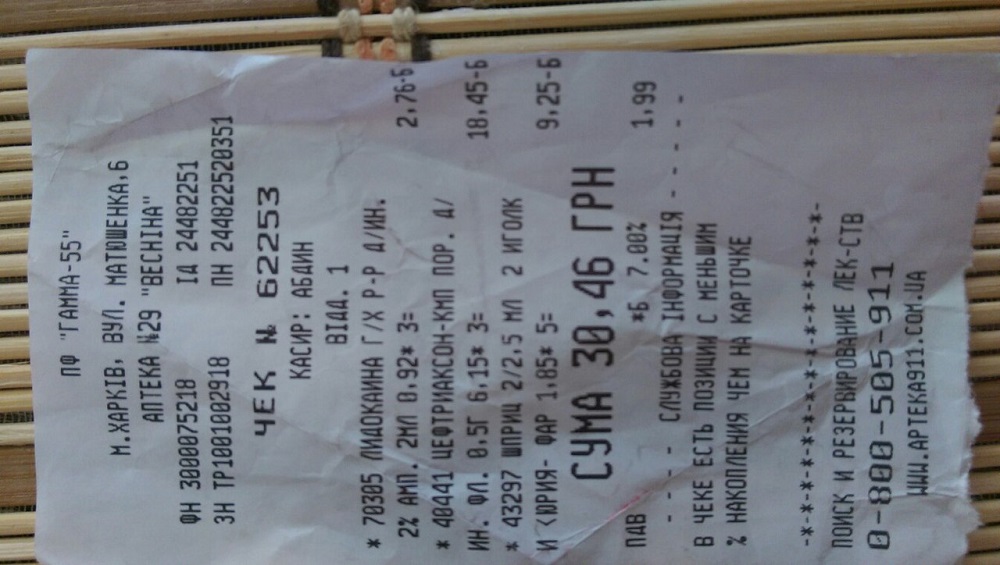 ПФ "ГАММА-55"
М.ХАРКІВ, ВУЛ. МАТЮШЕНКА,6
АПТЕКА №29 "ВЕСНІНА"
ФН 3000075218 ІД 24482251
ЗН ТР1001002918 ПН 244822520351
ЧЕК № 62253
КАСИР: АБДИН
ВІДД. 1
* 70305 ЛИДОКАИНА Г/Х Р-Р Д/ИН.
2% АМП. 2МЛ 0,92* 3= 2,76-Б
* 40441 ЦЕФТРИАКСОН-КМП ПОР. Д/
ИН. ФЛ. 0.5Г 6,15* 3= 18,45-Б
* 43297 ШПРИЦ 2/2.5 МЛ 2 ИГОЛК
И <ЮРИЯ- ФАР 1,85* 5= 9,25-Б
СУМА 30,46 ГРН
ПДВ *Б 7.00% 1,99
- - - - СЛУЖБОВА ІНФОРМАЦІЯ - - - - -
В ЧЕКЕ ЕСТЬ ПОЗИЦИИ С МЕНЬШИМ
% НАКОПЛЕНИЯ ЧЕМ НА КАРТОЧКЕ
-*-*-*-*-*-*-*-*-*-*-*-*-*-*-*-
ПОИСК И РЕЗЕРВИРОВАНИЕ ЛЕК-СТВ
0-800-505-911
WWW.APTEKA911.COM.UA